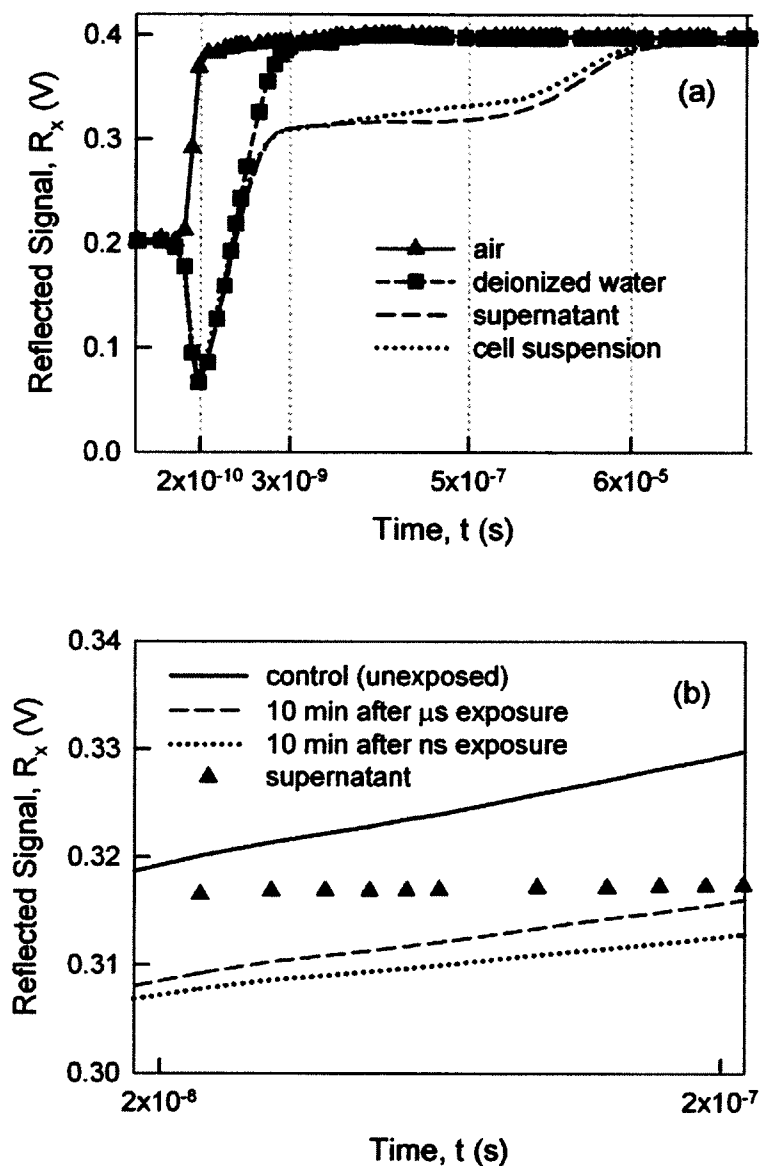 0.4
0.3
0.2
0.1
0.0
Reflected Signal, Rₓ (V)
(a)
air
deionized water
supernatant
cell suspension
2x10⁻¹⁰ 3x10⁻⁹ 5x10⁻⁷ 6x10⁻⁵
Time, t (s)
0.34
0.33
0.32
0.31
0.30
Reflected Signal, Rₓ (V)
control (unexposed)
(b)
10 min after μs exposure
10 min after ns exposure
supernatant
2x10⁻⁸ 2x10⁻⁷
Time, t (s)